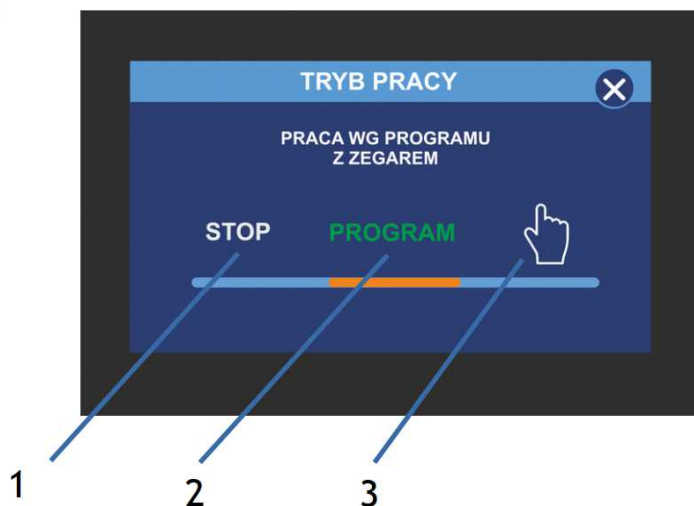 TRYB PRACY
PRACA WG PROGRAMU
Z ZEGAREM
STOP PROGRAM
1 2 3